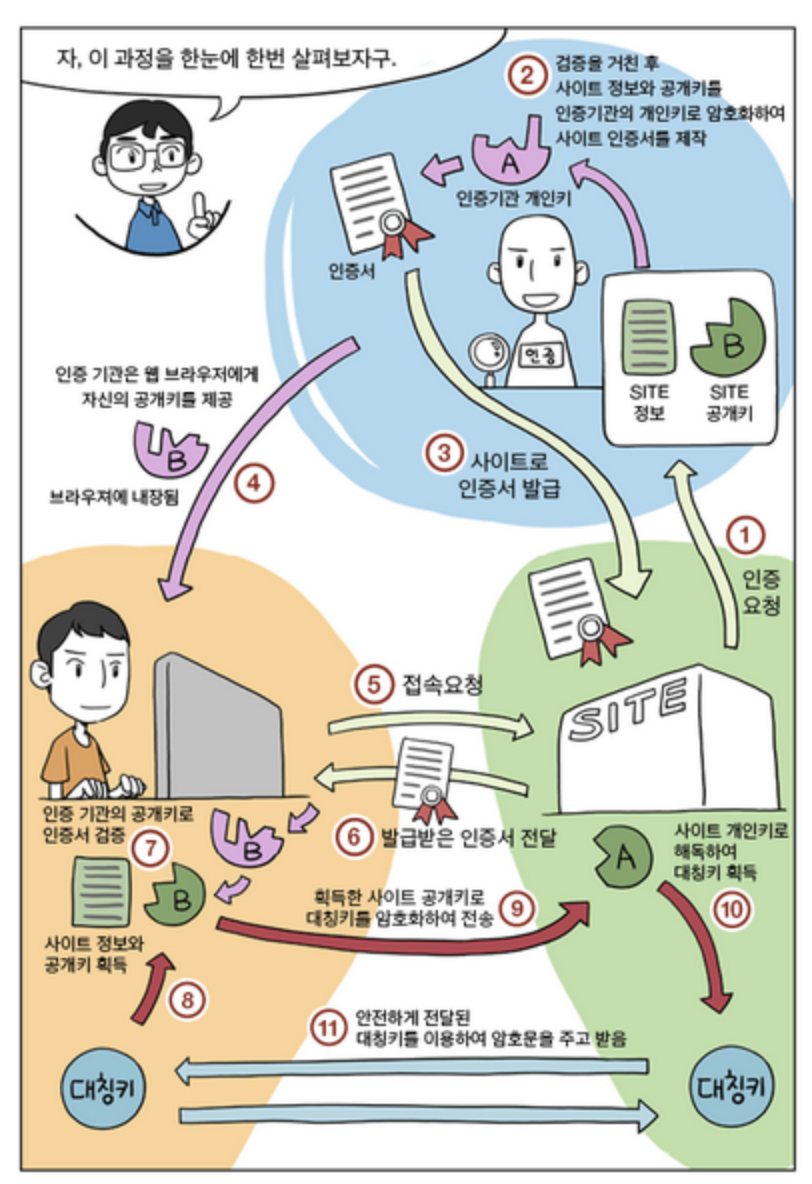 자, 이 과정을 한눈에 한번 살펴보자구.
② 검증을 거친 후
사이트 정보와 공개키를
인증기관의 개인키로 암호화하여
사이트 인증서를 제작
A
인증기관 개인키
인증서
인증
B
SITE
정보
SITE
공개키
③ 사이트로
인증서 발급
① 인증
요청
인증 기관은 웹 브라우저에게
자신의 공개키를 제공
B
브라우져에 내장됨
④
⑤ 접속요청
SITE
⑥ 발급받은 인증서 전달
인증 기관의 공개키로
인증서 검증 ⑦
B
B
사이트 정보와
공개키 획득
⑧
획득한 사이트 공개키로
대칭키를 암호화하여 전송 ⑨
A
사이트 개인키로
해독하여
대칭키 획득
⑩
⑪ 안전하게 전달된
대칭키를 이용하여 암호문을 주고 받음
대칭키
대칭키